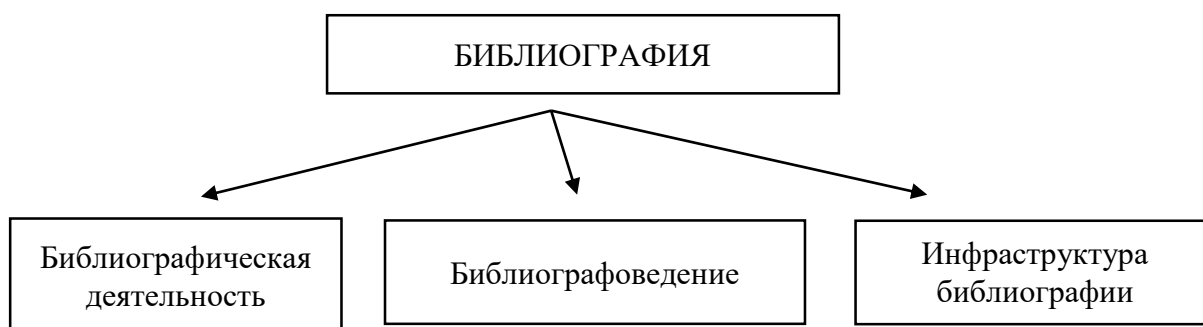 БИБЛИОГРАФИЯ
Библиографическая
деятельность
Библиографоведение
Инфраструктура
библиографии